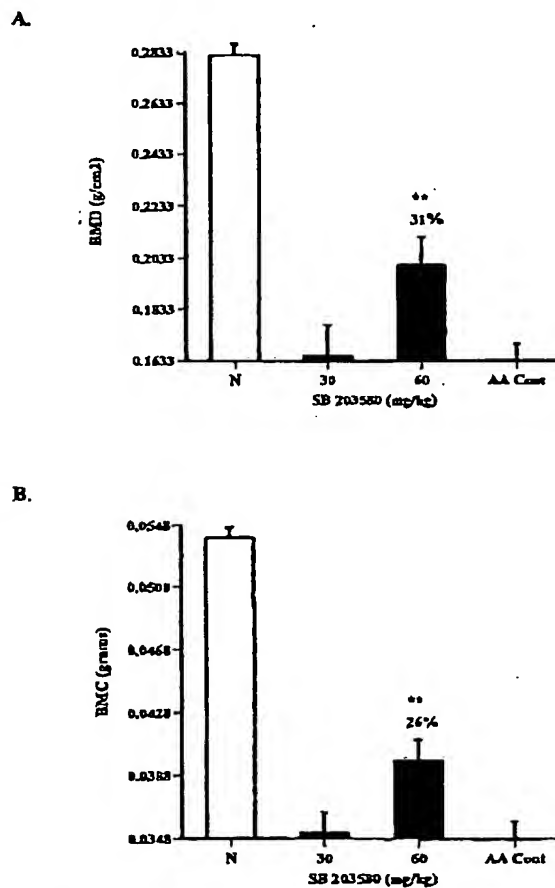 A.
BMD (g/cm2)
0.2833
0.2633
0.2433
0.2233
0.2033
0.1833
0.1633
**
31%
N
30
60
AA Cont
SB 203580 (mg/kg)
B.
BMC (grams)
0.0548
0.0508
0.0468
0.0428
0.0388
0.0348
**
26%
N
30
60
AA Cont
SB 203580 (mg/kg)